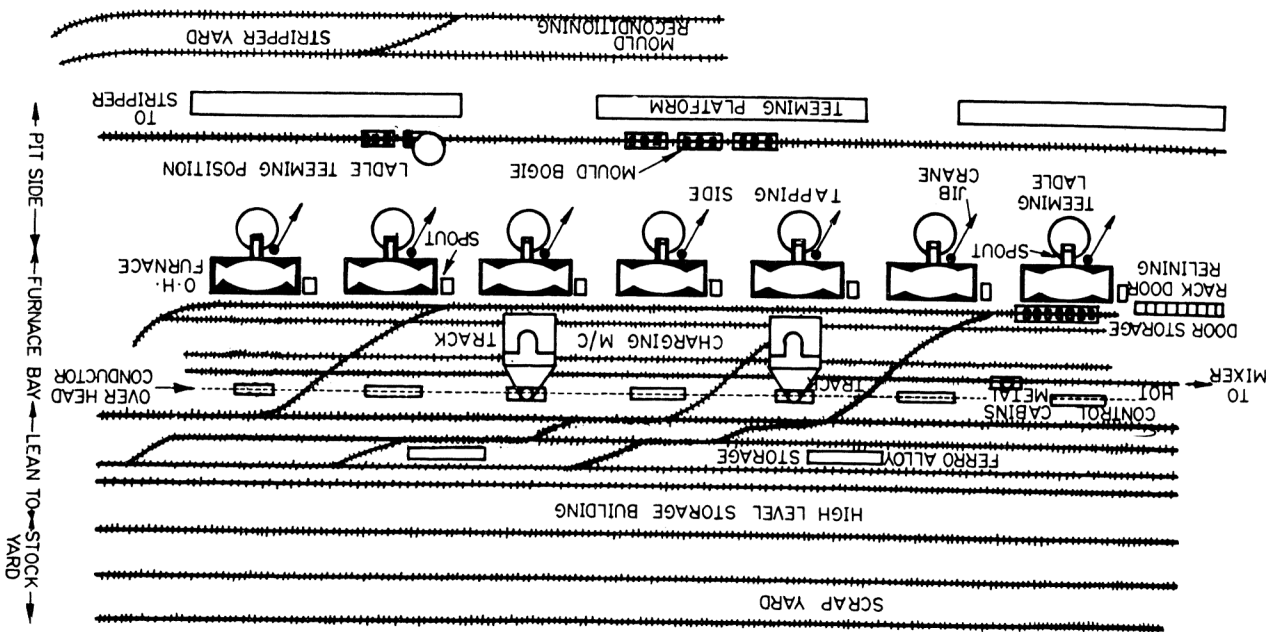 SCRAP YARD
HIGH LEVEL STORAGE BUILDING
FERRO ALLOY STORAGE
CONTROL
CABINS
HOT
METAL
TRACK
TO
MIXER
OVER HEAD
CONDUCTOR
CHARGING M/C TRACK
DOOR STORAGE
RACK DOOR
RELINING
O.H.
FURNACE
SPOUT
SPOUT
TEEMING
LADLE
JIB
CRANE
TAPPING SIDE
MOULD BOGIE
LADLE TEEMING POSITION
TEEMING PLATFORM
TO
STRIPPER
STRIPPER YARD
MOULD
RECONDITIONING
PIT SIDE
FURNACE BAY
LEAN TO
STOCK
YARD